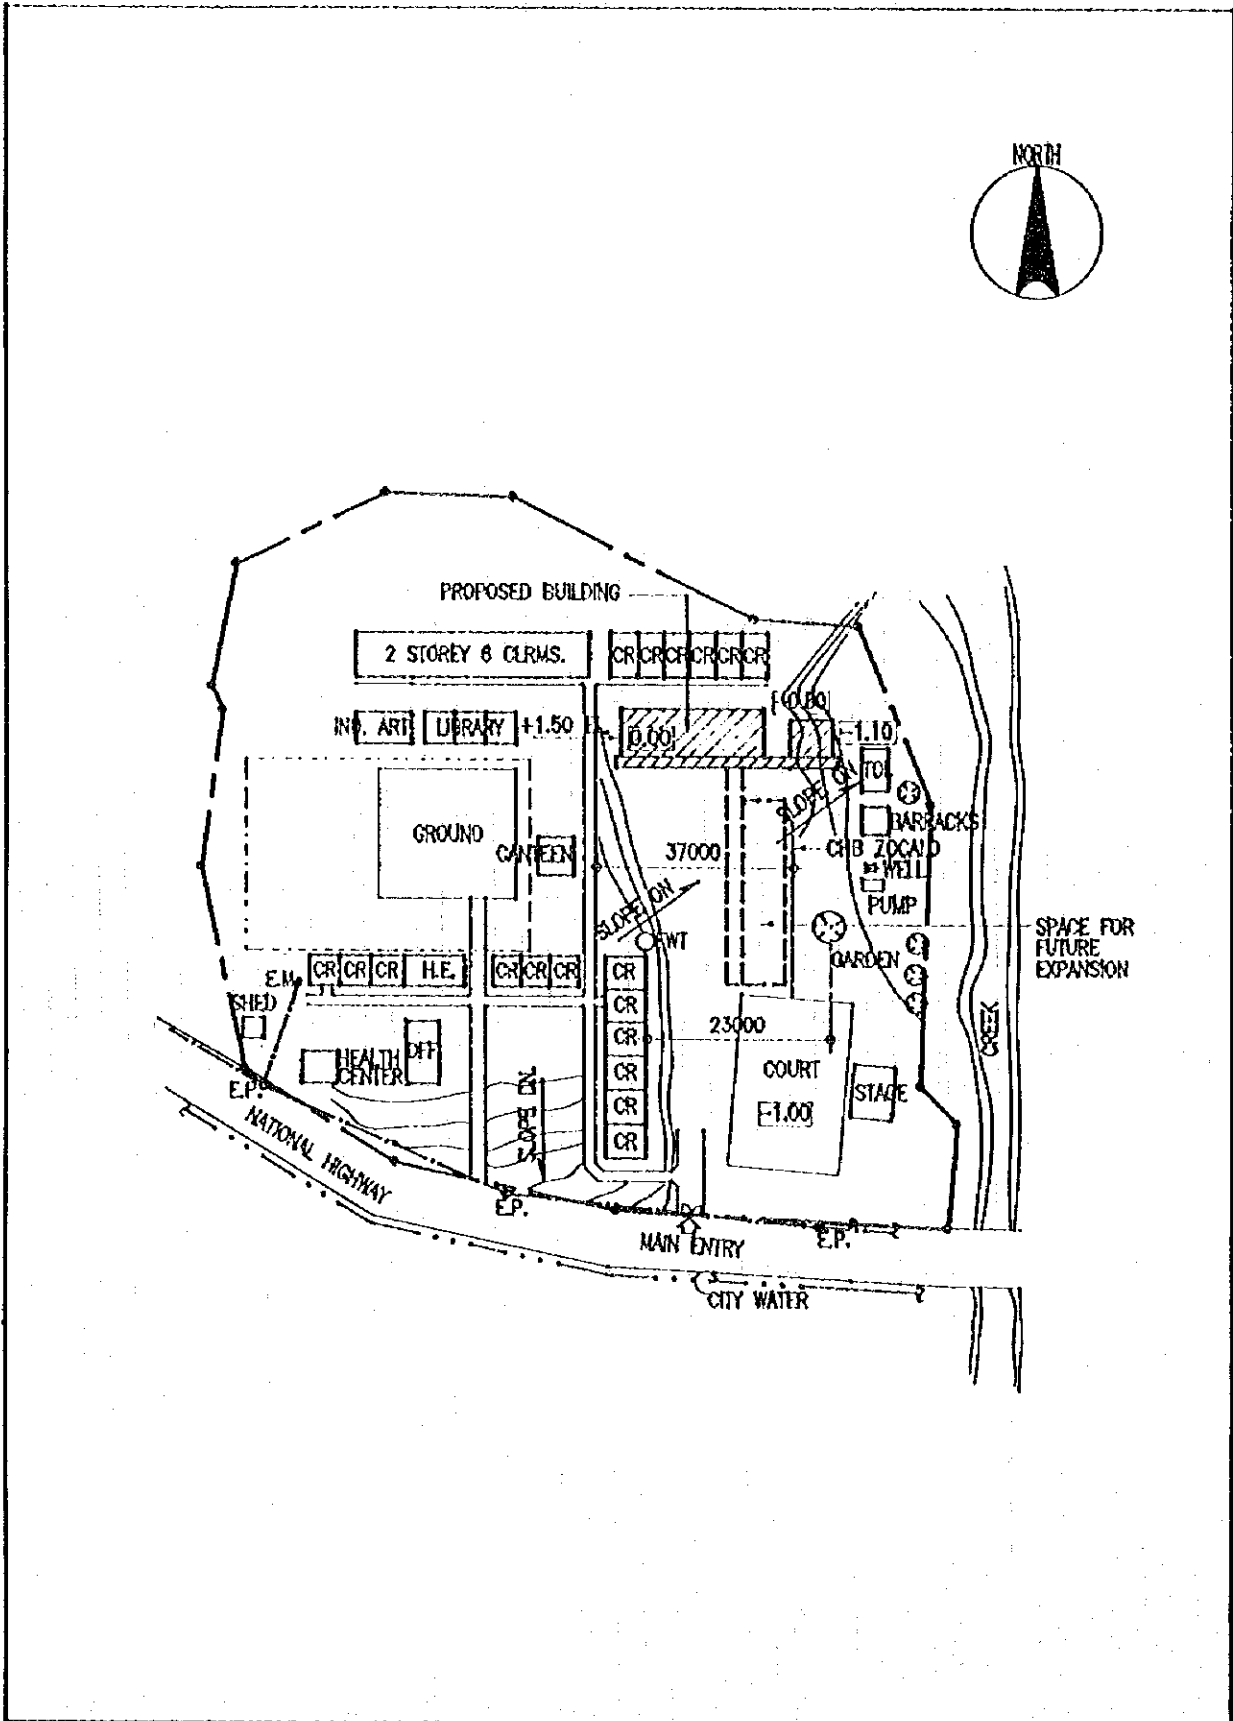 NORTH
PROPOSED BUILDING
2 STOREY 6 CLRMS.
CR CR CR CR CR CR
IND. ART
LIBRARY
+1.50
0.00
-0.80
-1.10
TOI.
SLOPE ON
BARRACKS
GROUND
CANTEEN
37000
CHB ZOCALO
WELL
PUMP
SLOPE ON
WT
GARDEN
SPACE FOR
FUTURE
EXPANSION
E.M.
CR CR CR H.E.
CR CR CR
CR
CR
CR
CR
CR
CR
SHED
HEALTH
CENTER
OFF
SLOPE DN.
23000
COURT
-1.00
STAGE
CREEK
E.P.
NATIONAL HIGHWAY
E.P.
MAIN ENTRY
E.P.
CITY WATER